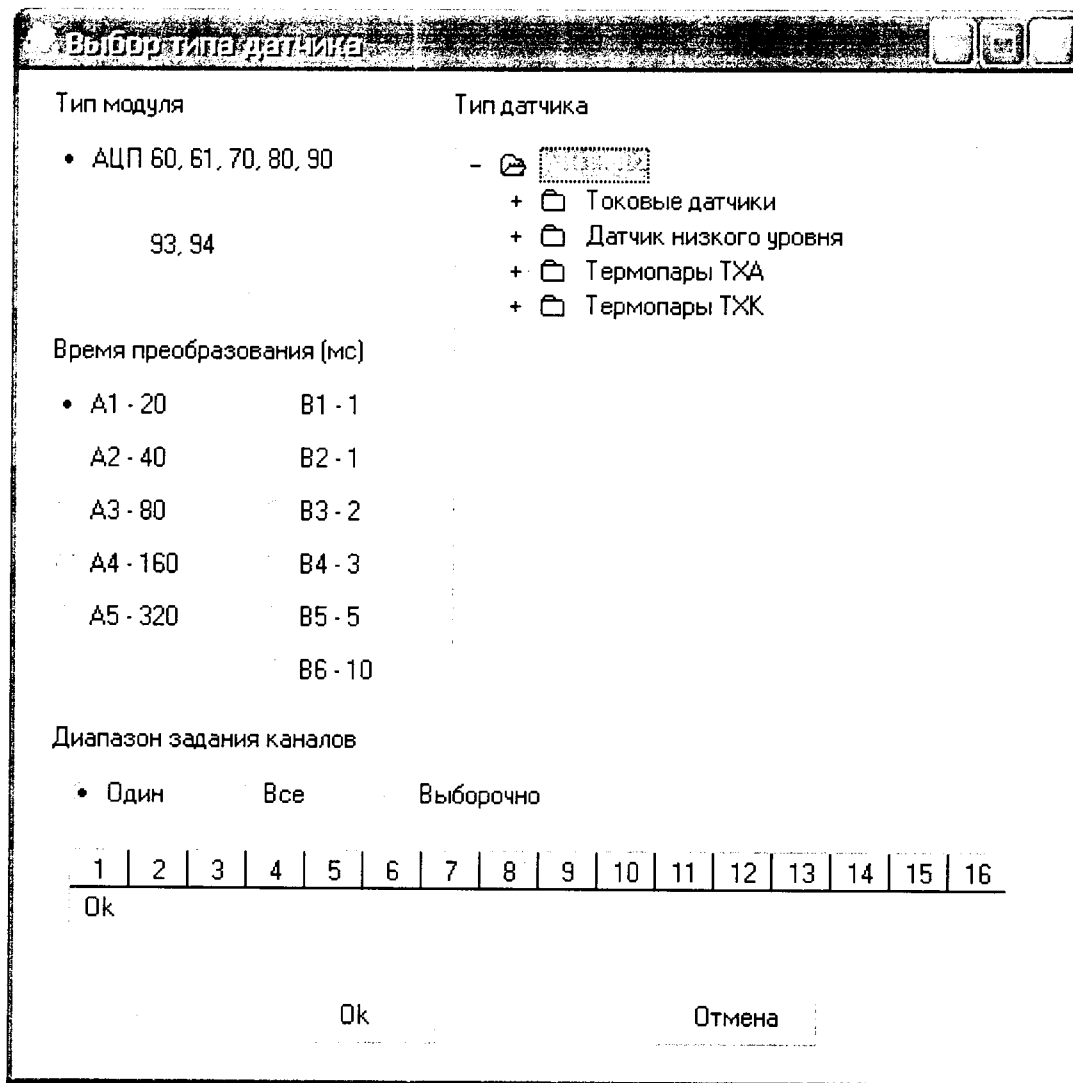 Выбор типа датчика
Тип модуля
АЦП 60, 61, 70, 80, 90
93, 94
Тип датчика
Токовые датчики
Датчик низкого уровня
Термопары ТХА
Термопары ТХК
Время преобразования (мс)
A1 - 20 B1 - 1
A2 - 40 B2 - 1
A3 - 80 B3 - 2
A4 - 160 B4 - 3
A5 - 320 B5 - 5
B6 - 10
Диапазон задания каналов
Один Все Выборочно
1 2 3 4 5 6 7 8 9 10 11 12 13 14 15 16
Ok
Ok Отмена